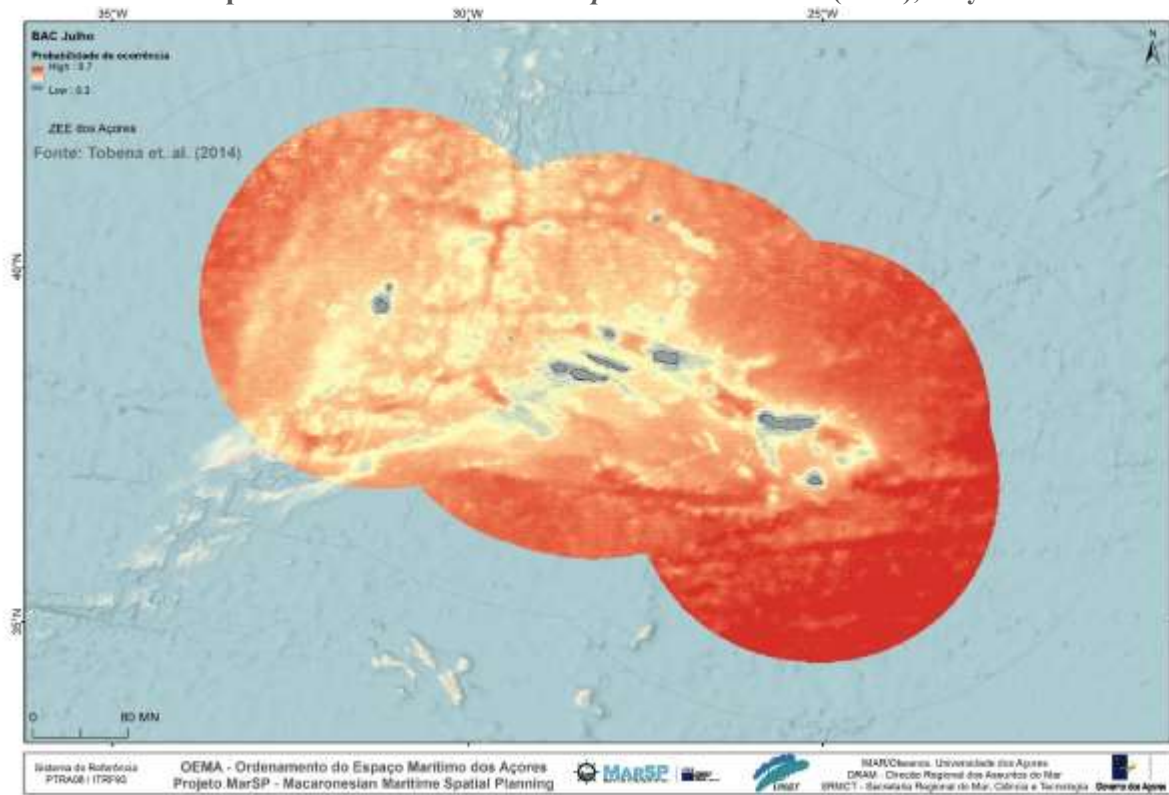 35°W 30°W 25°W
BAC Julho
Probabilidade de ocorrência
High : 0.7
Low : 0.3
ZEE dos Açores
Fonte: Tobena et. al. (2014)
N
40°N
35°N
0 80 MN
Sistema de Referência
PTRA08 / ITRF93
OEMA - Ordenamento do Espaço Marítimo dos Açores
Projeto MarSP - Macaronesian Maritime Spatial Planning
MARSP
IMAR/Okeanos, Universidade dos Açores
DRAM - Direção Regional dos Assuntos do Mar
SRMCT - Secretaria Regional do Mar, Ciência e Tecnologia
Governo dos Açores